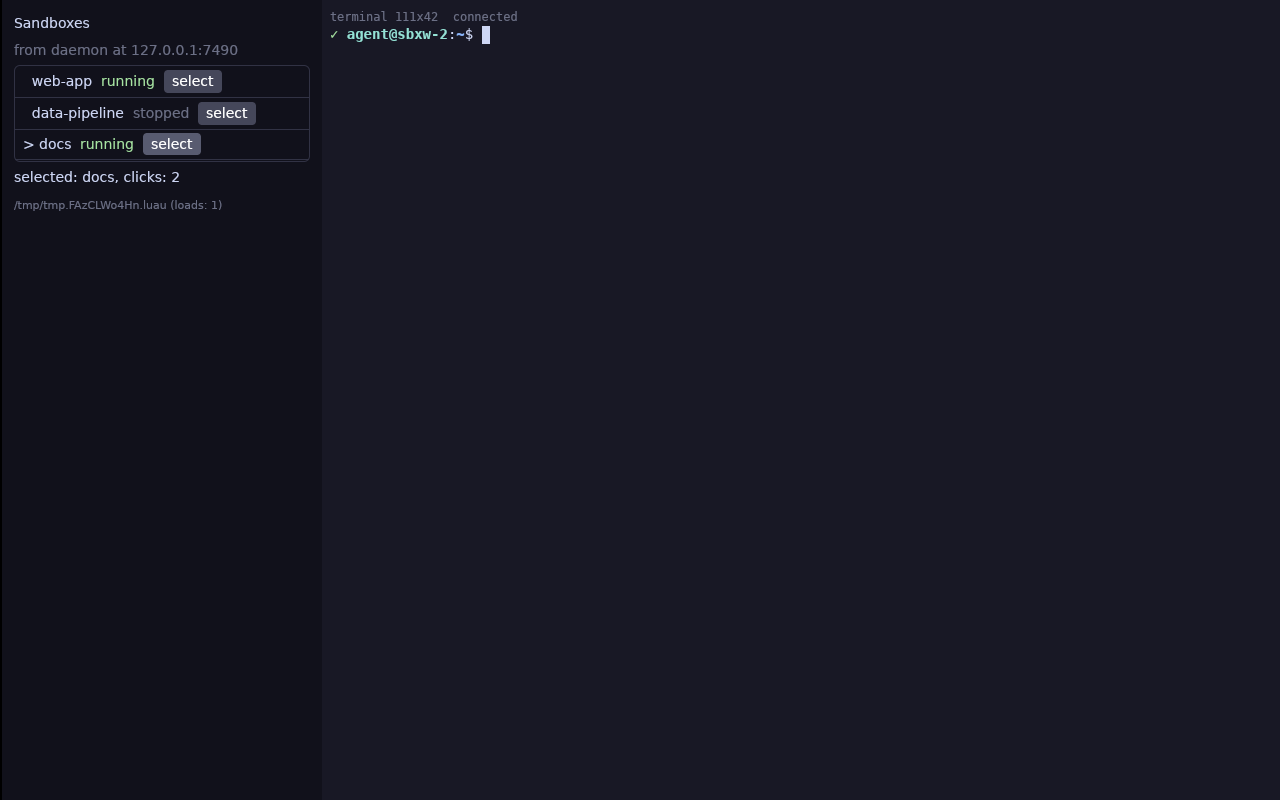 Sandboxes
from daemon at 127.0.0.1:7490
web-app running select
data-pipeline stopped select
> docs running select
selected: docs, clicks: 2
/tmp/tmp.FAzCLWo4Hn.luau (loads: 1)
terminal 111x42 connected
✓ agent@sbxw-2:~$